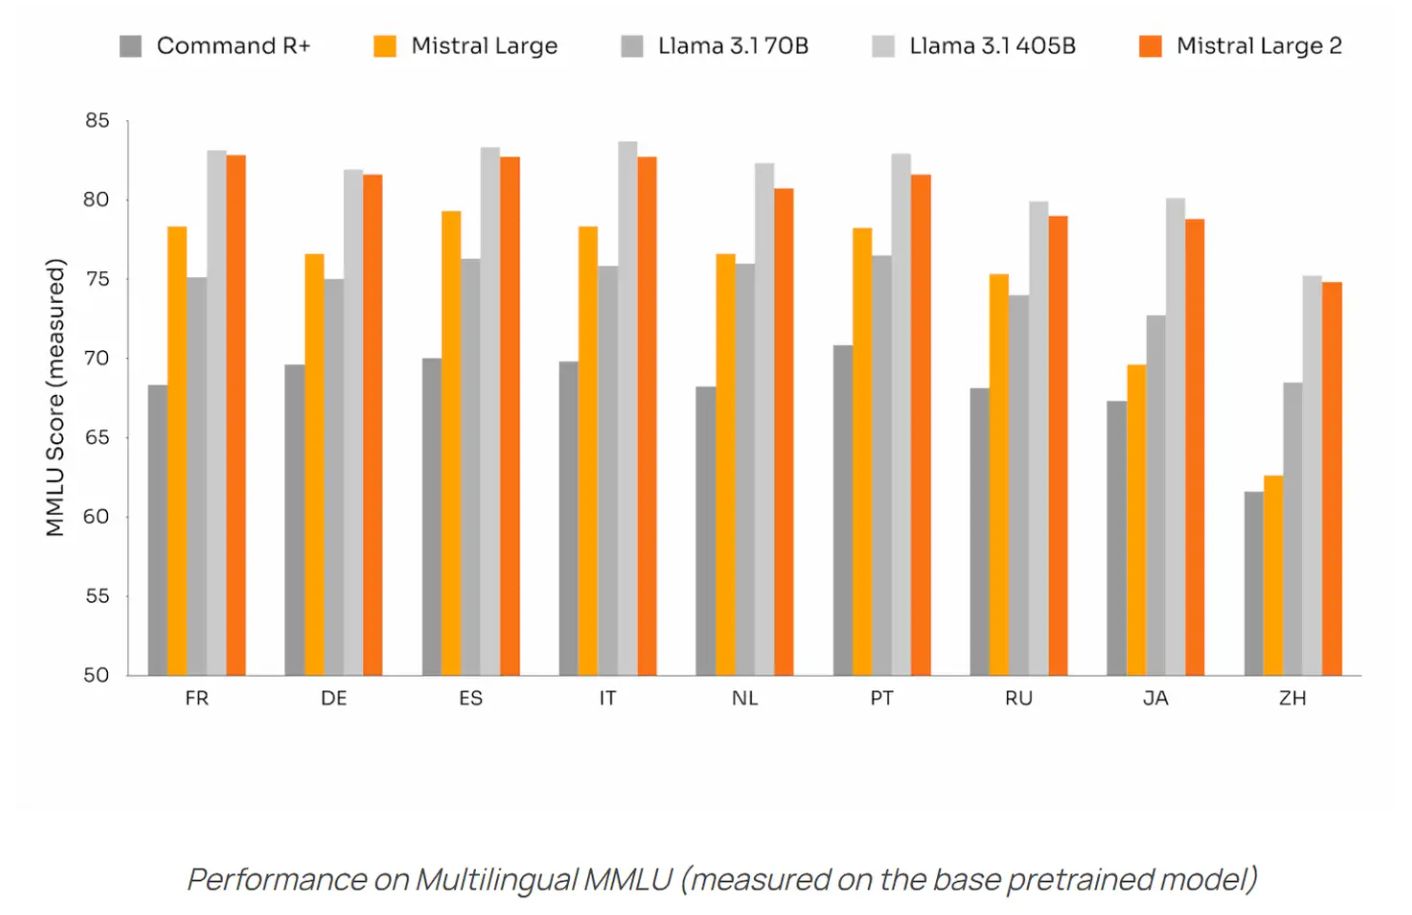 Command R+ Mistral Large Llama 3.1 70B Llama 3.1 405B Mistral Large 2
MMLU Score (measured)
85
80
75
70
65
60
55
50
FR DE ES IT NL PT RU JA ZH
Performance on Multilingual MMLU (measured on the base pretrained model)